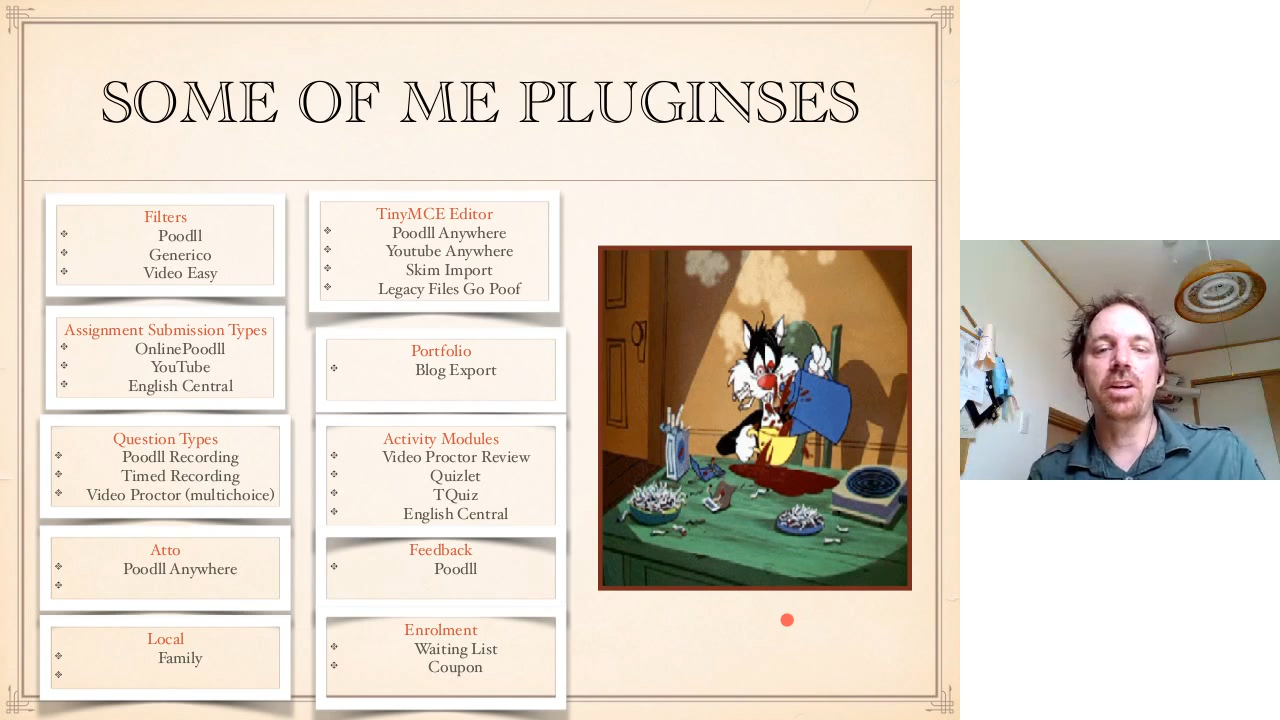 SOME OF ME PLUGINSES
Filters
Poodll
Generico
Video Easy
Assignment Submission Types
OnlinePoodll
YouTube
English Central
Question Types
Poodll Recording
Timed Recording
Video Proctor (multichoice)
Atto
Poodll Anywhere
Local
Family
TinyMCE Editor
Poodll Anywhere
Youtube Anywhere
Skim Import
Legacy Files Go Poof
Portfolio
Blog Export
Activity Modules
Video Proctor Review
Quizlet
TQuiz
English Central
Feedback
Poodll
Enrolment
Waiting List
Coupon